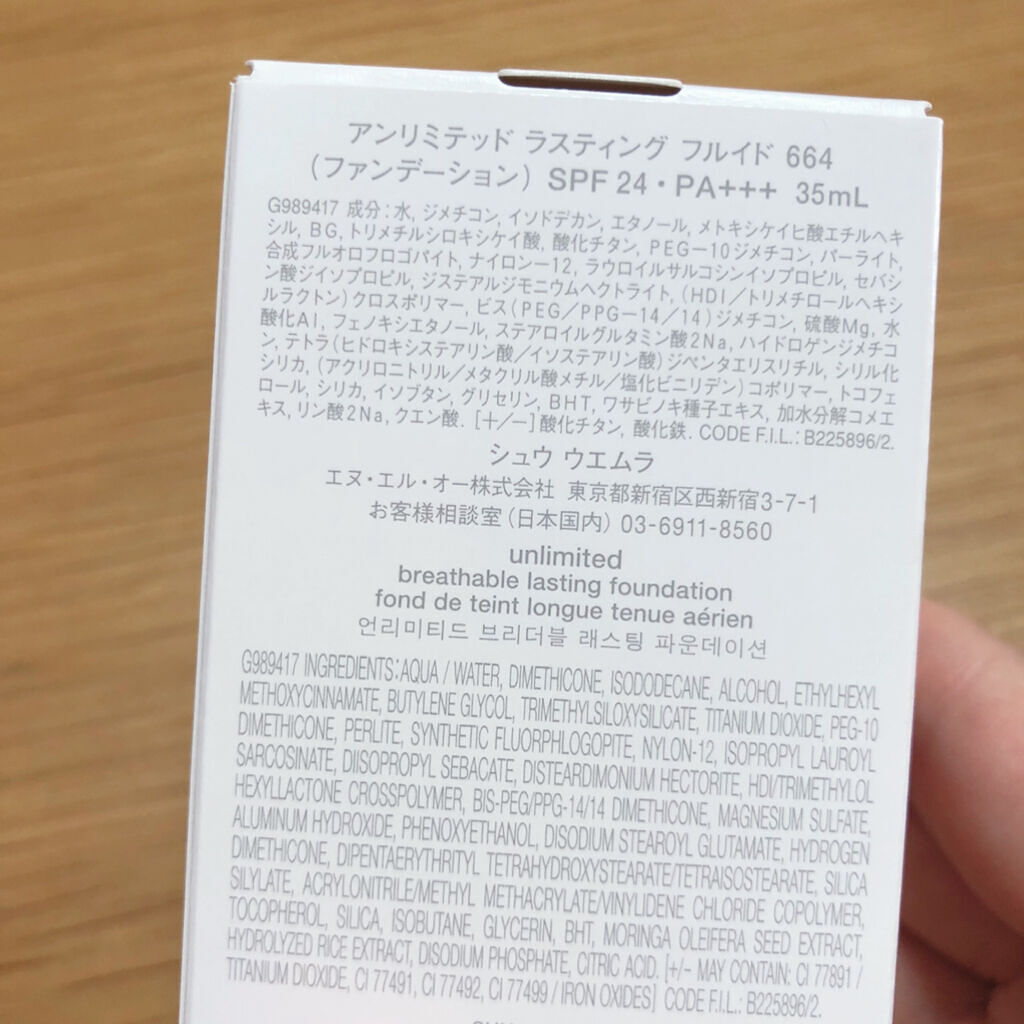 アンリミテッド ラスティング フルイド 664
(ファンデーション) SPF 24・PA+++ 35mL
G989417 成分:水, ジメチコン, イソドデカン, エタノール, メトキシケイヒ酸エチルヘキ
シル, BG, トリメチルシロキシケイ酸, 酸化チタン, PEG-10ジメチコン, パーライト,
合成フルオロフロゴパイト, ナイロン-12, ラウロイルサルコシンイソプロピル, セバシ
ン酸ジイソプロピル, ジステアルジモニウムヘクトライト, (HDI/トリメチロールヘキシ
ルラクトン)クロスポリマー, ビス(PEG/PPG-14/14)ジメチコン, 硫酸Mg, 水
酸化Al, フェノキシエタノール, ステアロイルグルタミン酸2Na, ハイドロゲンジメチコ
ン, テトラ(ヒドロキシステアリン酸/イソステアリン酸)ジペンタエリスリチル, シリル化
シリカ, (アクリロニトリル/メタクリル酸メチル/塩化ビニリデン)コポリマー, トコフェ
ロール, シリカ, イソブタン, グリセリン, BHT, ワサビノキ種子エキス, 加水分解コメエ
キス, リン酸2Na, クエン酸. [+/-]酸化チタン, 酸化鉄. CODE F.I.L.: B225896/2.
シュウ ウエムラ
エヌ・エル・オー株式会社 東京都新宿区西新宿3-7-1
お客様相談室(日本国内) 03-6911-8560
unlimited
breathable lasting foundation
fond de teint longue tenue aérien
언리미티드 브리더블 래스팅 파운데이션
G989417 INGREDIENTS: AQUA / WATER, DIMETHICONE, ISODODECANE, ALCOHOL, ETHYLHEXYL
METHOXYCINNAMATE, BUTYLENE GLYCOL, TRIMETHYLSILOXYSILICATE, TITANIUM DIOXIDE, PEG-10
DIMETHICONE, PERLITE, SYNTHETIC FLUORPHLOGOPITE, NYLON-12, ISOPROPYL LAUROYL
SARCOSINATE, DIISOPROPYL SEBACATE, DISTEARDIMONIUM HECTORITE, HDI/TRIMETHYLOL
HEXYLLACTONE CROSSPOLYMER, BIS-PEG/PPG-14/14 DIMETHICONE, MAGNESIUM SULFATE,
ALUMINUM HYDROXIDE, PHENOXYETHANOL, DISODIUM STEAROYL GLUTAMATE, HYDROGEN
DIMETHICONE, DIPENTAERYTHRITYL TETRAHYDROXYSTEARATE/TETRAISOSTEARATE, SILICA
SILYLATE, ACRYLONITRILE/METHYL METHACRYLATE/VINYLIDENE CHLORIDE COPOLYMER,
TOCOPHEROL, SILICA, ISOBUTANE, GLYCERIN, BHT, MORINGA OLEIFERA SEED EXTRACT,
HYDROLYZED RICE EXTRACT, DISODIUM PHOSPHATE, CITRIC ACID. [+/- MAY CONTAIN: CI 77891 /
TITANIUM DIOXIDE, CI 77491, CI 77492, CI 77499 / IRON OXIDES] CODE F.I.L.: B225896/2.